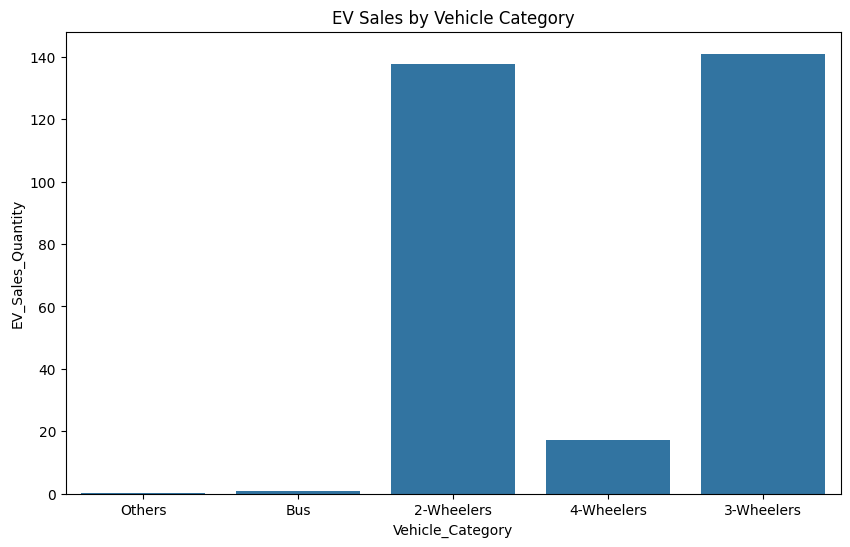 EV Sales by Vehicle Category
EV_Sales_Quantity
140
120
100
80
60
40
20
0
Others Bus 2-Wheelers 4-Wheelers 3-Wheelers
Vehicle_Category